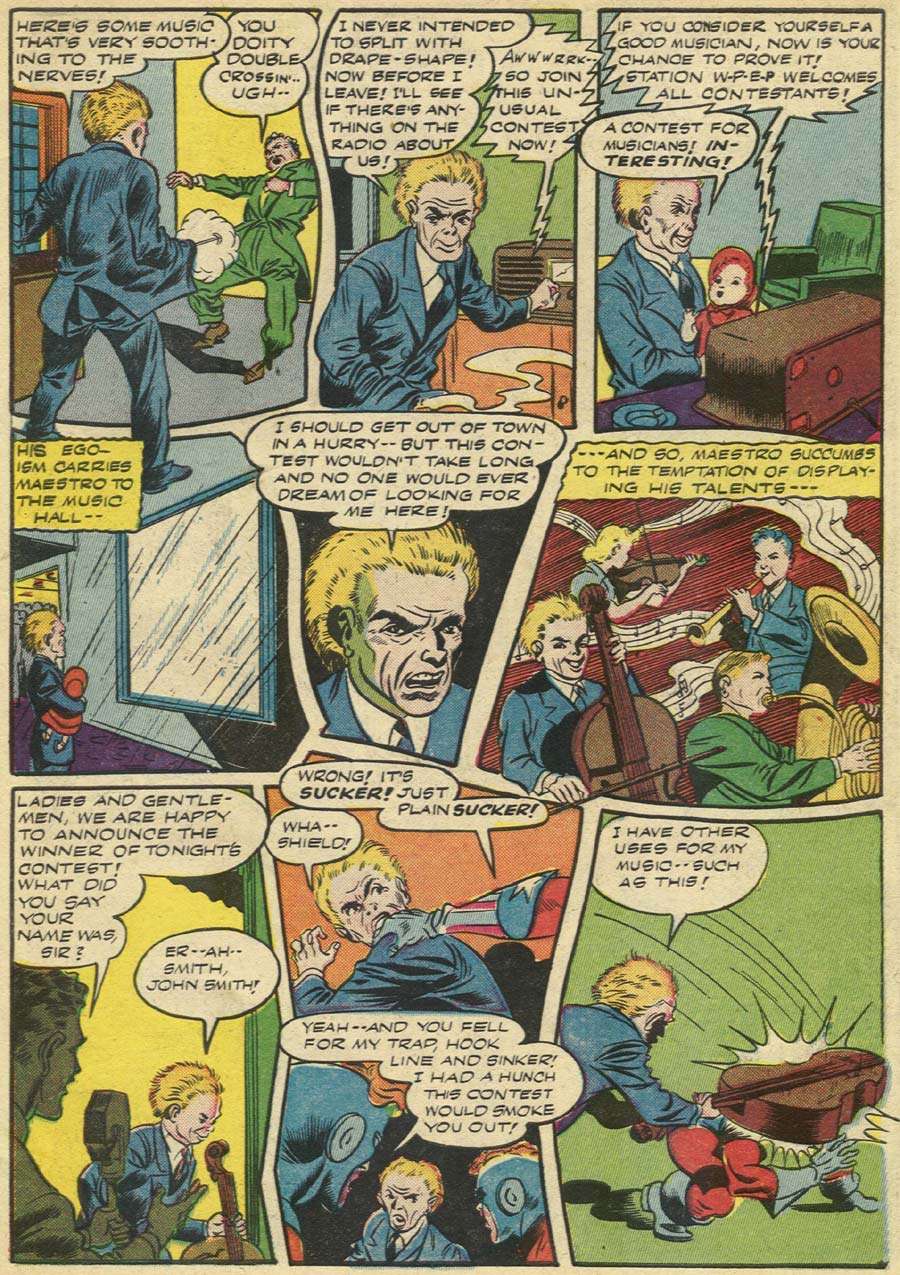 HERE'S SOME MUSIC
THAT'S VERY SOOTH-
ING TO THE
NERVES!
YOU
DOITY
DOUBLE
CROSSIN'..
UGH--
I NEVER INTENDED
TO SPLIT WITH
DRAPE-SHAPE!
NOW BEFORE I
LEAVE! I'LL SEE
IF THERE'S ANY-
THING ON THE
RADIO ABOUT
US!
AWWWRRK--
SO JOIN
THIS UN-
USUAL
CONTEST
NOW!
IF YOU CONSIDER YOURSELF A
GOOD MUSICIAN, NOW IS YOUR
CHANCE TO PROVE IT!
STATION W-P-E-P WELCOMES
ALL CONTESTANTS!
A CONTEST FOR
MUSICIANS! IN-
TERESTING!
HIS EGO-
ISM CARRIES
MAESTRO TO
THE MUSIC
HALL--
I SHOULD GET OUT OF TOWN
IN A HURRY-- BUT THIS CON-
TEST WOULDN'T TAKE LONG
AND NO ONE WOULD EVER
DREAM OF LOOKING FOR
ME HERE!
---AND SO, MAESTRO SUCCUMBS
TO THE TEMPTATION OF DISPLAY-
ING HIS TALENTS---
LADIES AND GENTLE-
MEN, WE ARE HAPPY
TO ANNOUNCE THE
WINNER OF TONIGHT'S
CONTEST!
WHAT DID
YOU SAY
YOUR
NAME WAS,
SIR?
ER--AH--
SMITH,
JOHN SMITH!
WHA--
SHIELD!
WRONG! IT'S
SUCKER! JUST
PLAIN SUCKER!
YEAH--AND YOU FELL
FOR MY TRAP, HOOK
LINE AND SINKER!
I HAD A HUNCH
THIS CONTEST
WOULD SMOKE
YOU OUT!
I HAVE OTHER
USES FOR MY
MUSIC--SUCH
AS THIS!